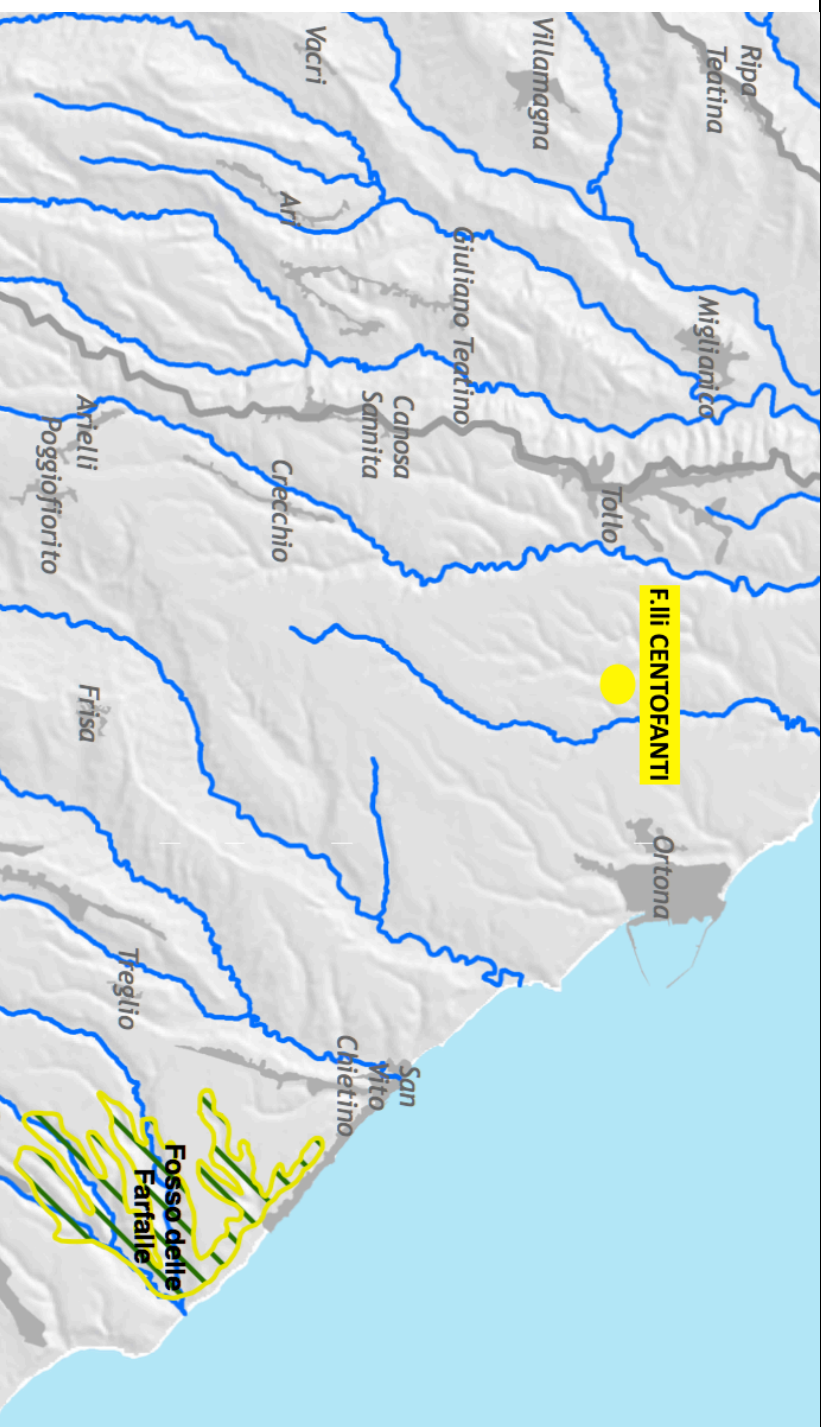 Ripa
Teatina
Miglianico
F.lli CENTOFANTI
Ortona
Tollo
Villamagna
Giuliano Teatino
San
Vito
Chietino
Canosa
Sannita
Vacri
Ari
Crecchio
Fosso delle
Farfalle
Treglio
Frisa
Arielli
Poggiofiorito